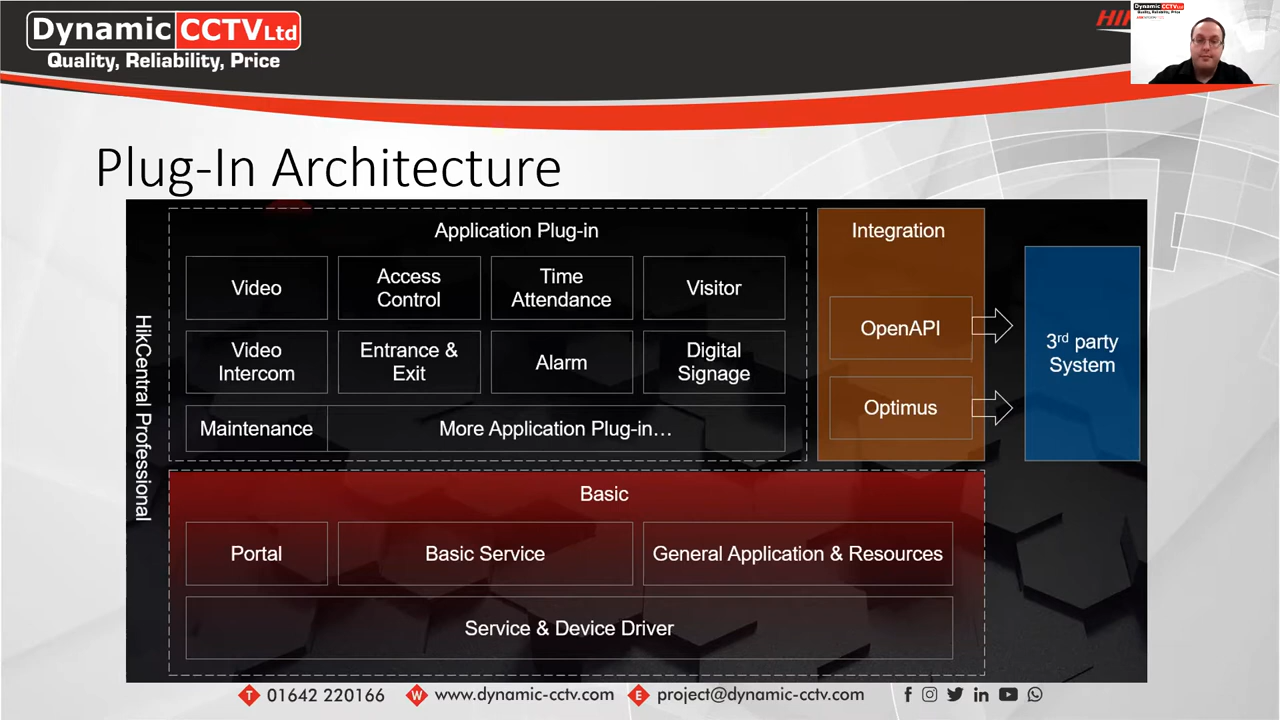 Dynamic CCTV Ltd
Quality, Reliability, Price
Plug-In Architecture
HikCentral Professional
Application Plug-in
Video
Access
Control
Time
Attendance
Visitor
Video
Intercom
Entrance &
Exit
Alarm
Digital
Signage
Maintenance
More Application Plug-in...
Integration
OpenAPI
Optimus
3rd party
System
Basic
Portal
Basic Service
General Application & Resources
Service & Device Driver
T 01642 220166 W www.dynamic-cctv.com E project@dynamic-cctv.com